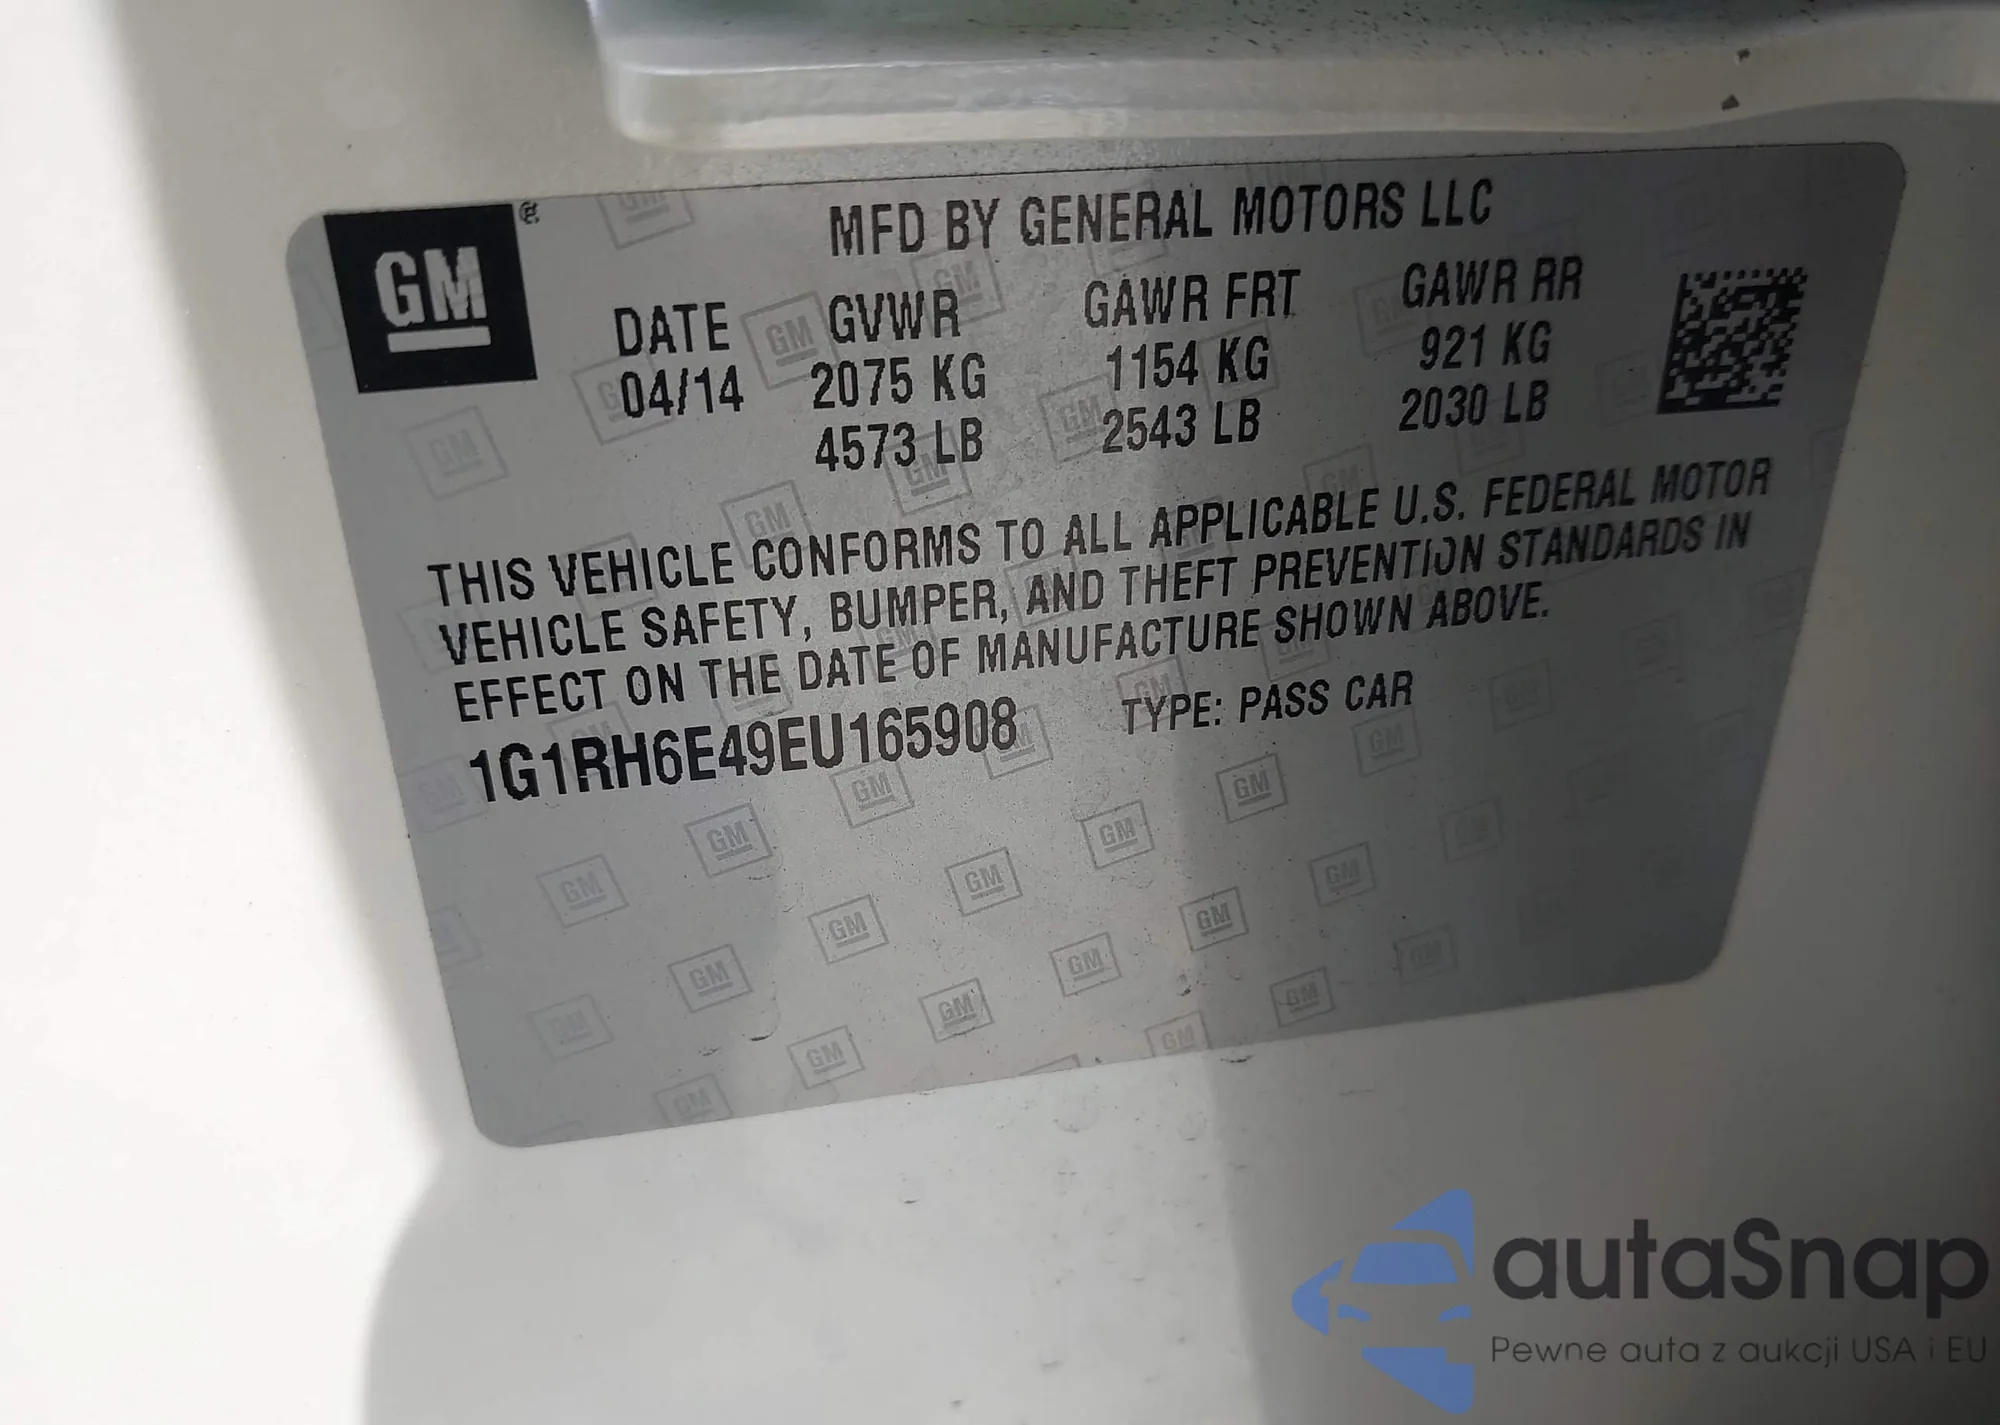 GM ®
MFD BY GENERAL MOTORS LLC
DATE GVWR GAWR FRT GAWR RR
04/14 2075 KG 1154 KG 921 KG
4573 LB 2543 LB 2030 LB
THIS VEHICLE CONFORMS TO ALL APPLICABLE U.S. FEDERAL MOTOR
VEHICLE SAFETY, BUMPER, AND THEFT PREVENTION STANDARDS IN
EFFECT ON THE DATE OF MANUFACTURE SHOWN ABOVE.
1G1RH6E49EU165908 TYPE: PASS CAR
autaSnap
Pewne auta z aukcji USA i EU